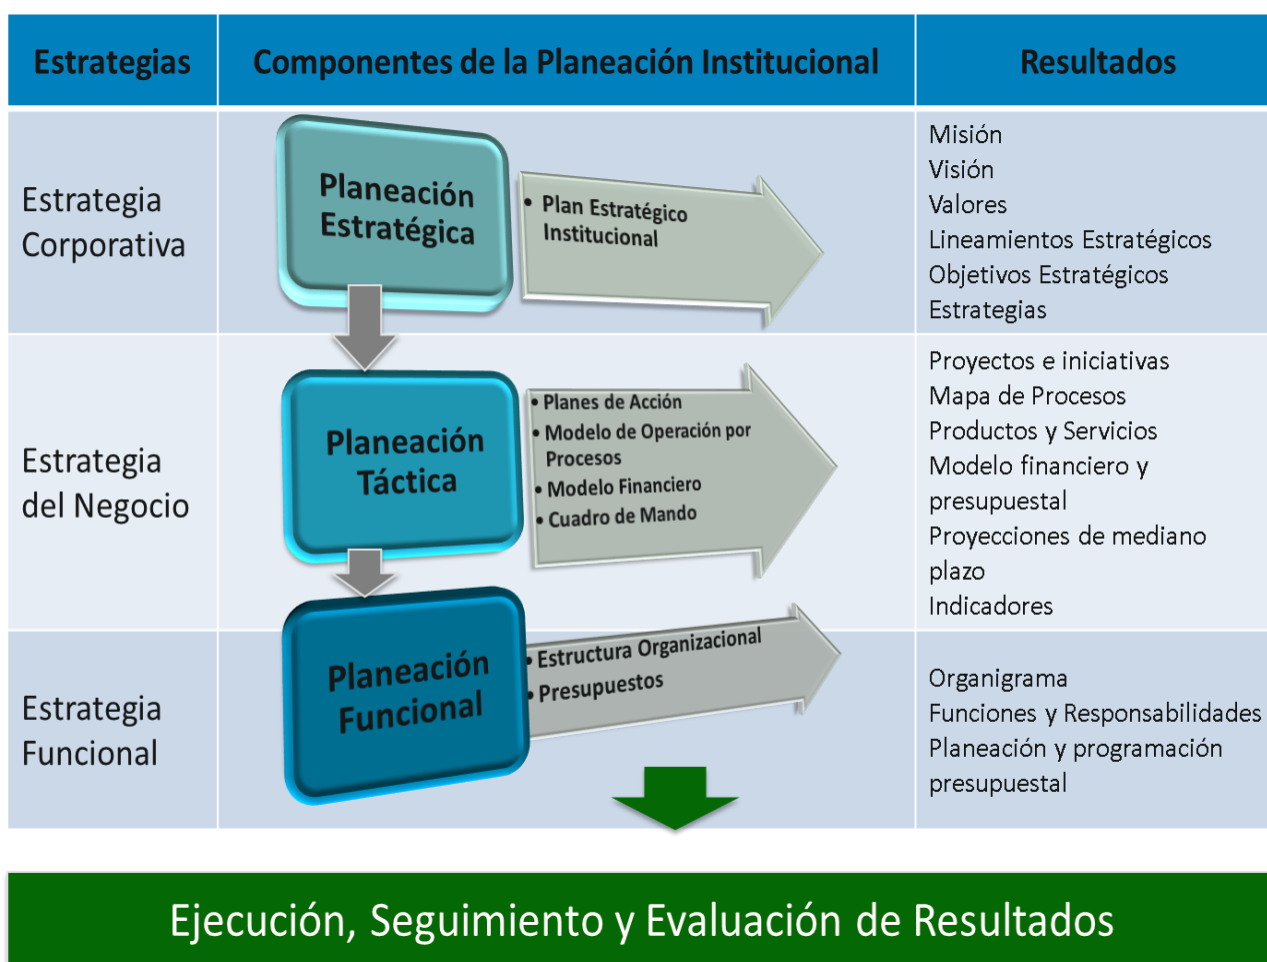 Estrategias
Componentes de la Planeación Institucional
Resultados
Estrategia
Corporativa
Planeación
Estratégica
• Plan Estratégico
Institucional
Misión
Visión
Valores
Lineamientos Estratégicos
Objetivos Estratégicos
Estrategias
Estrategia
del Negocio
Planeación
Táctica
• Planes de Acción
• Modelo de Operación por
Procesos
• Modelo Financiero
• Cuadro de Mando
Proyectos e iniciativas
Mapa de Procesos
Productos y Servicios
Modelo financiero y
presupuestal
Proyecciones de mediano
plazo
Indicadores
Estrategia
Funcional
Planeación
Funcional
• Estructura Organizacional
• Presupuestos
Organigrama
Funciones y Responsabilidades
Planeación y programación
presupuestal
Ejecución, Seguimiento y Evaluación de Resultados